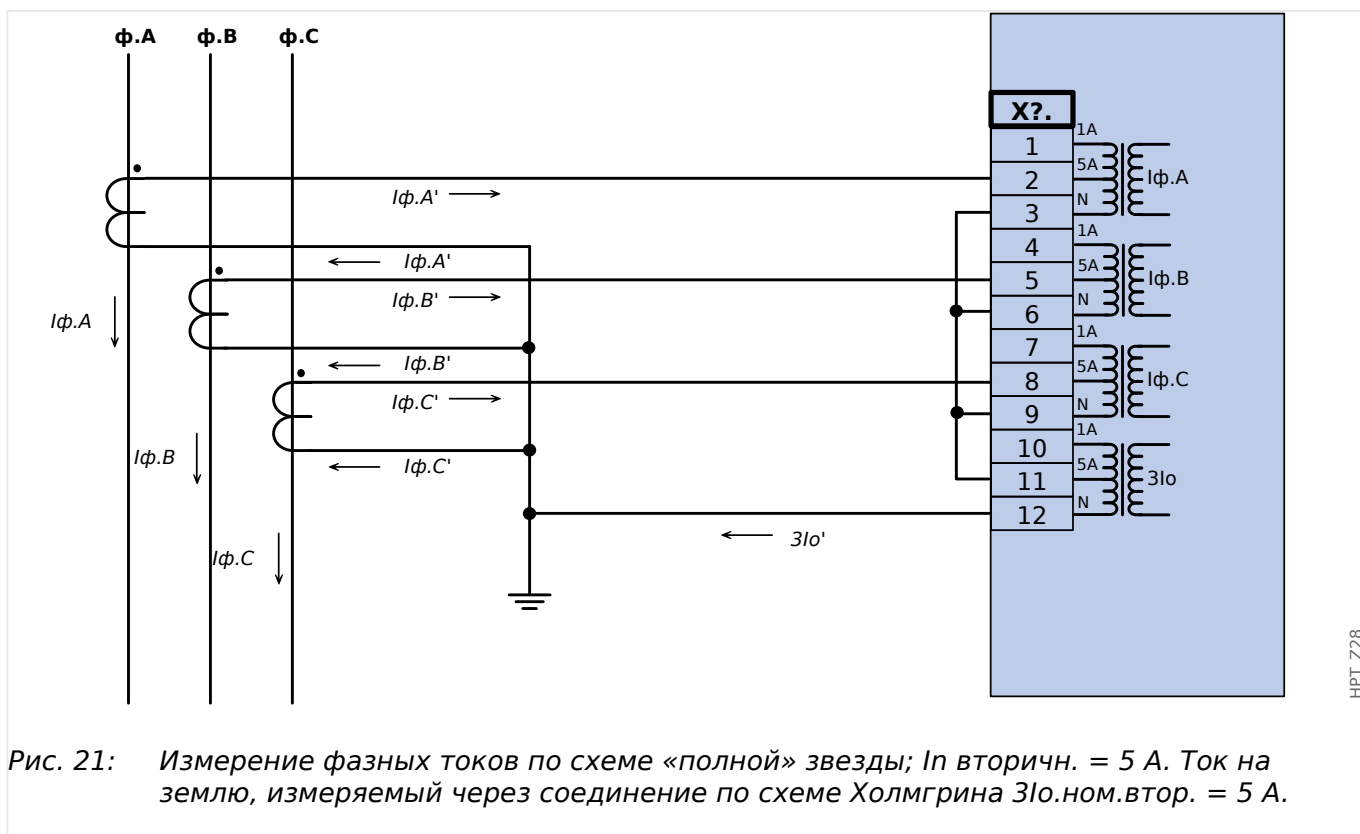 ф.A ф.B ф.C
X?.
1A
1
5A
2
Iф.A
Iф.A'
N
3
1A
4
Iф.A'
5A
5
Iф.B
Iф.B'
N
6
Iф.A
1A
7
Iф.B'
5A
8
Iф.C
Iф.C'
N
9
1A
10
Iф.B
Iф.C'
5A
11
3Io
N
12
3Io'
Iф.C
HPT_Z28
Рис. 21: Измерение фазных токов по схеме «полной» звезды; In вторичн. = 5 А. Ток на
землю, измеряемый через соединение по схеме Холмгрина 3Io.ном.втор. = 5 А.